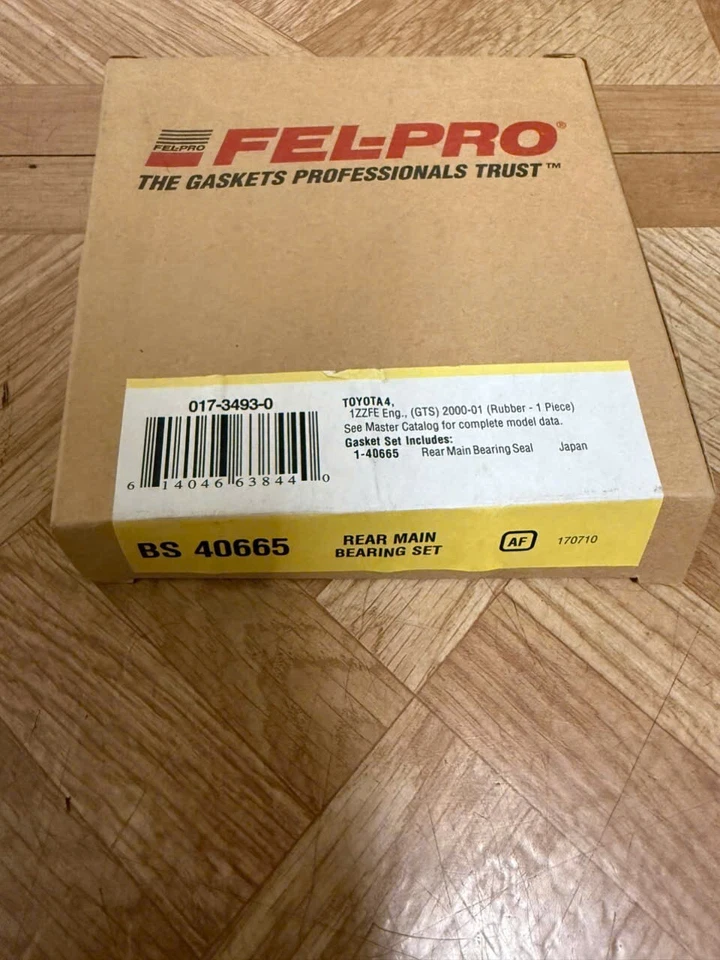 FEL-PRO
FEL-PRO®
THE GASKETS PROFESSIONALS TRUST™
017-3493-0
6 14046 63844 0
TOYOTA 4,
1ZZFE Eng., (GTS) 2000-01 (Rubber - 1 Piece)
See Master Catalog for complete model data.
Gasket Set Includes:
1-40665 Rear Main Bearing Seal Japan
BS 40665
REAR MAIN
BEARING SET
AF
170710